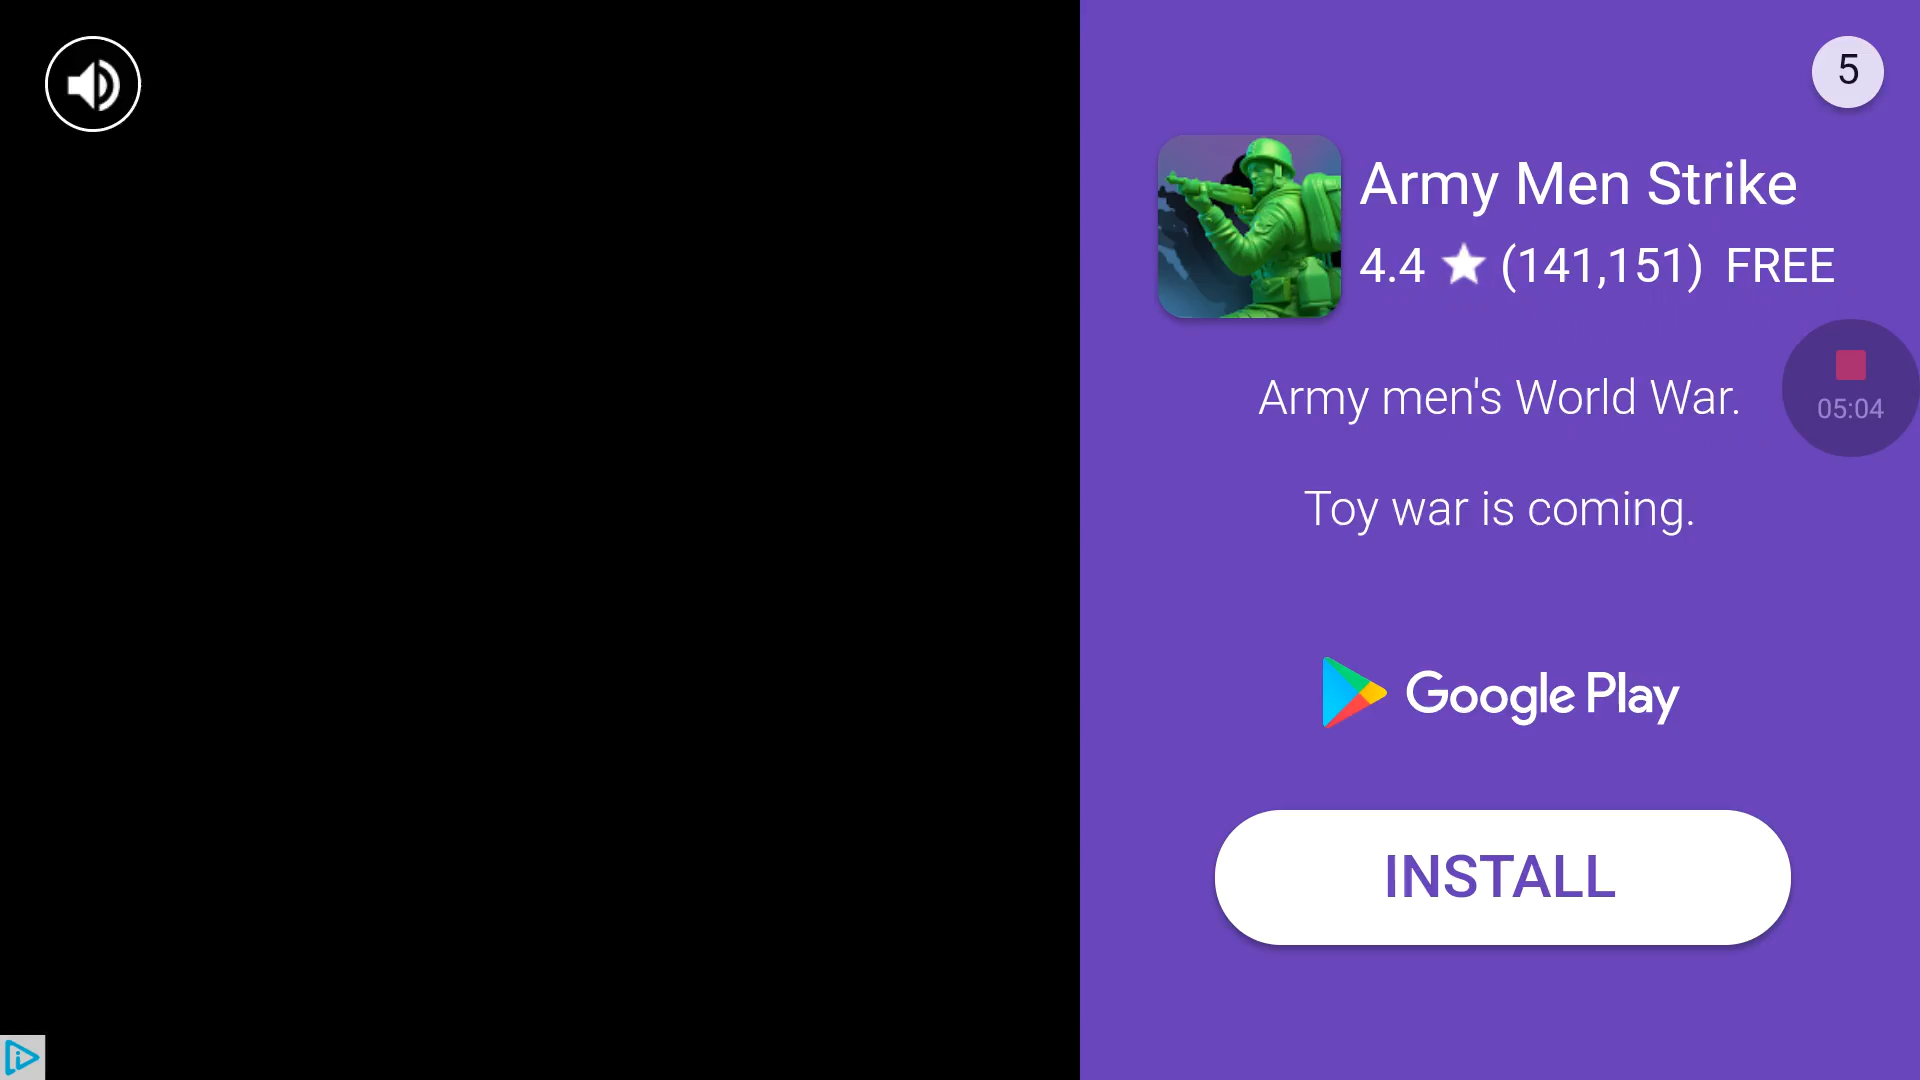 5
Army Men Strike
4.4 ★ (141,151) FREE
Army men's World War.
05:04
Toy war is coming.
Google Play
INSTALL